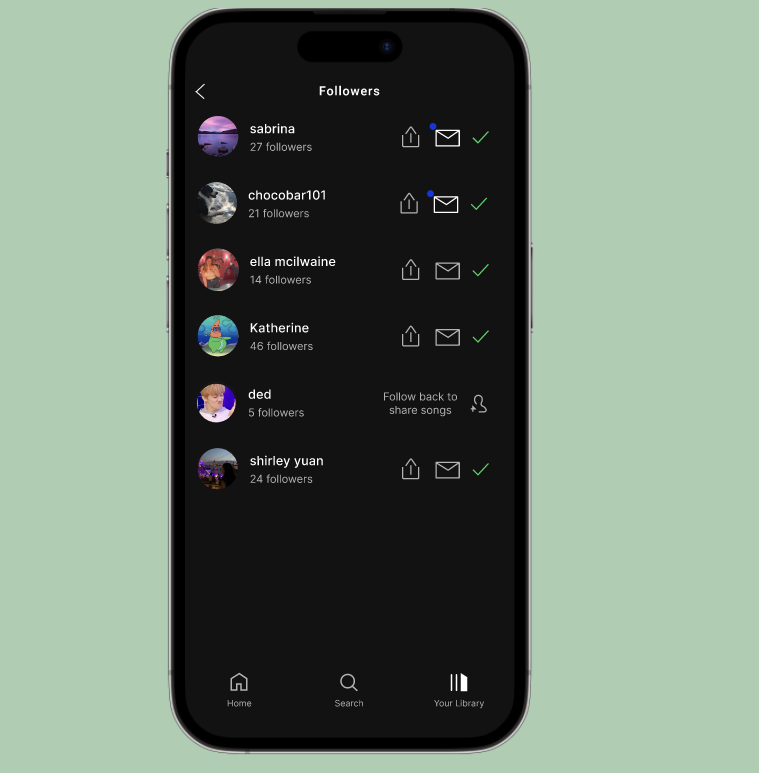 Followers
sabrina
27 followers
chocobar101
21 followers
ella mcilwaine
14 followers
Katherine
46 followers
ded
5 followers
Follow back to
share songs
shirley yuan
24 followers
Home
Search
Your Library